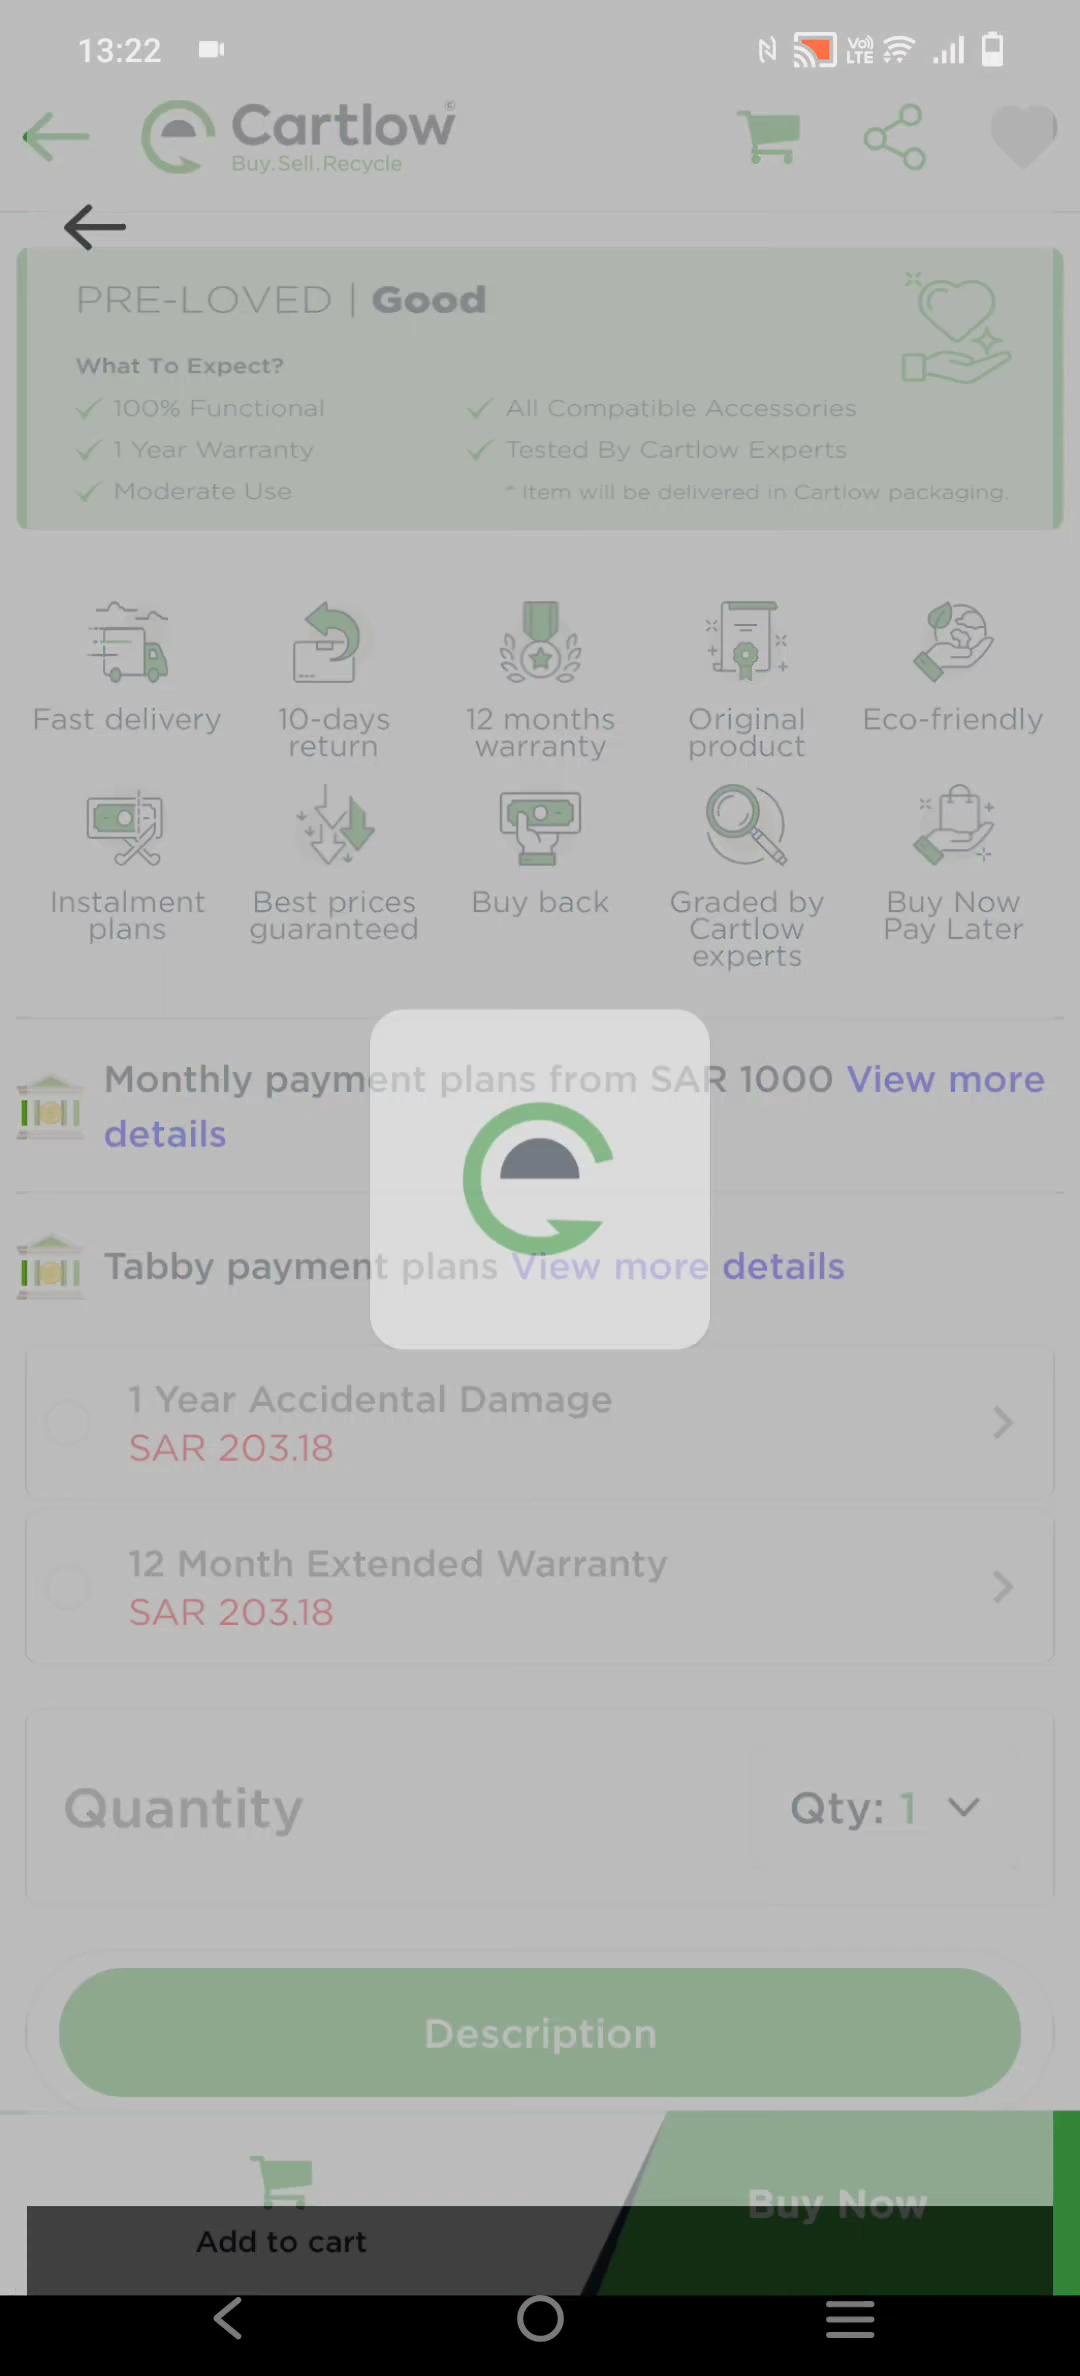 13:22
Vo)) LTE
Cartlow©
Buy.Sell.Recycle
PRE-LOVED | Good
What To Expect?
100% Functional
All Compatible Accessories
1 Year Warranty
Tested By Cartlow Experts
Moderate Use
* Item will be delivered in Cartlow packaging.
Fast delivery
10-days
return
12 months
warranty
Original
product
Eco-friendly
Instalment
plans
Best prices
guaranteed
Buy back
Graded by
Cartlow
experts
Buy Now
Pay Later
Monthly payment plans from SAR 1000 View more
details
Tabby payment plans View more details
1 Year Accidental Damage
SAR 203.18
12 Month Extended Warranty
SAR 203.18
Quantity
Qty: 1
Description
Add to cart
Buy Now